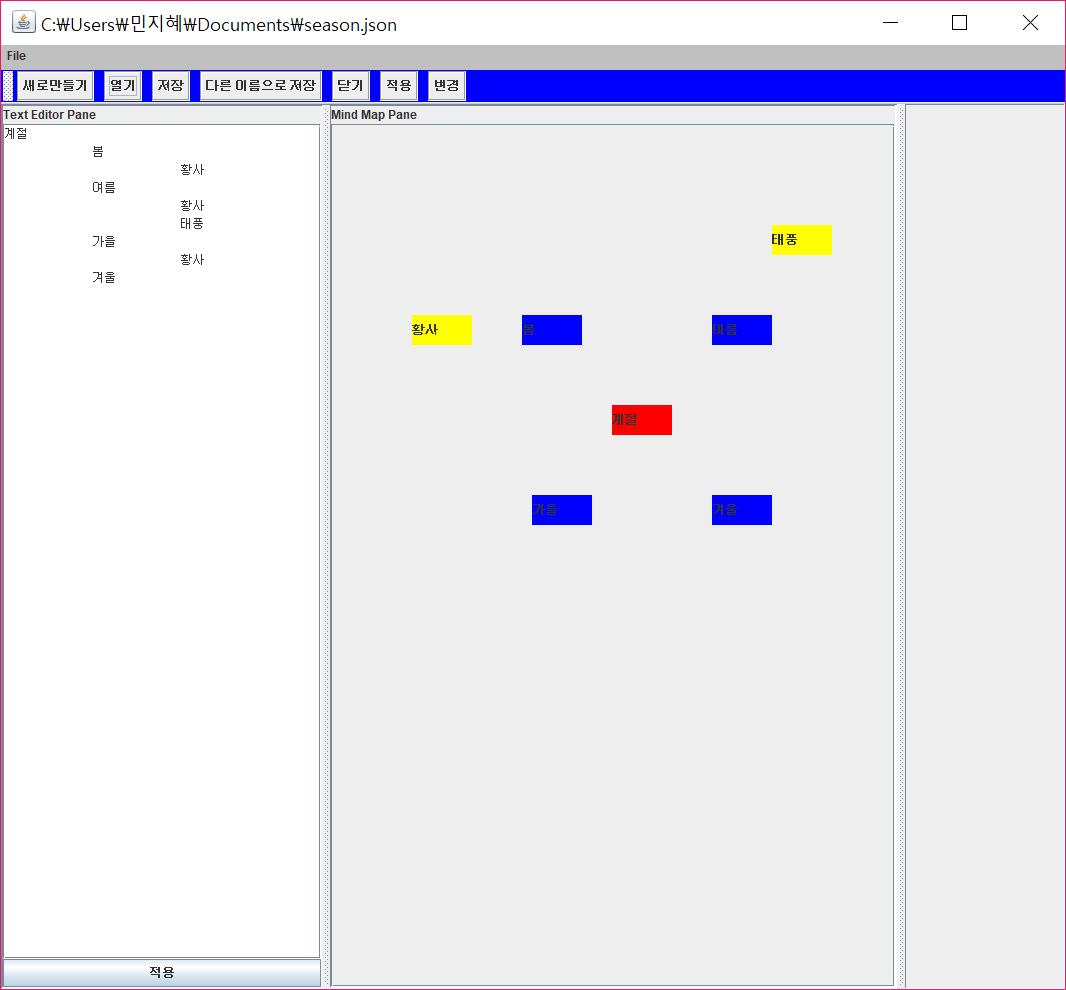 C:₩Users₩민지혜₩Documents₩season.json
File
새로만들기 열기 저장 다른 이름으로 저장 닫기 적용 변경
Text Editor Pane
계절
봄
황사
여름
황사
태풍
가을
황사
겨울
적용
Mind Map Pane
태풍
황사 봄 여름
계절
가을 겨울